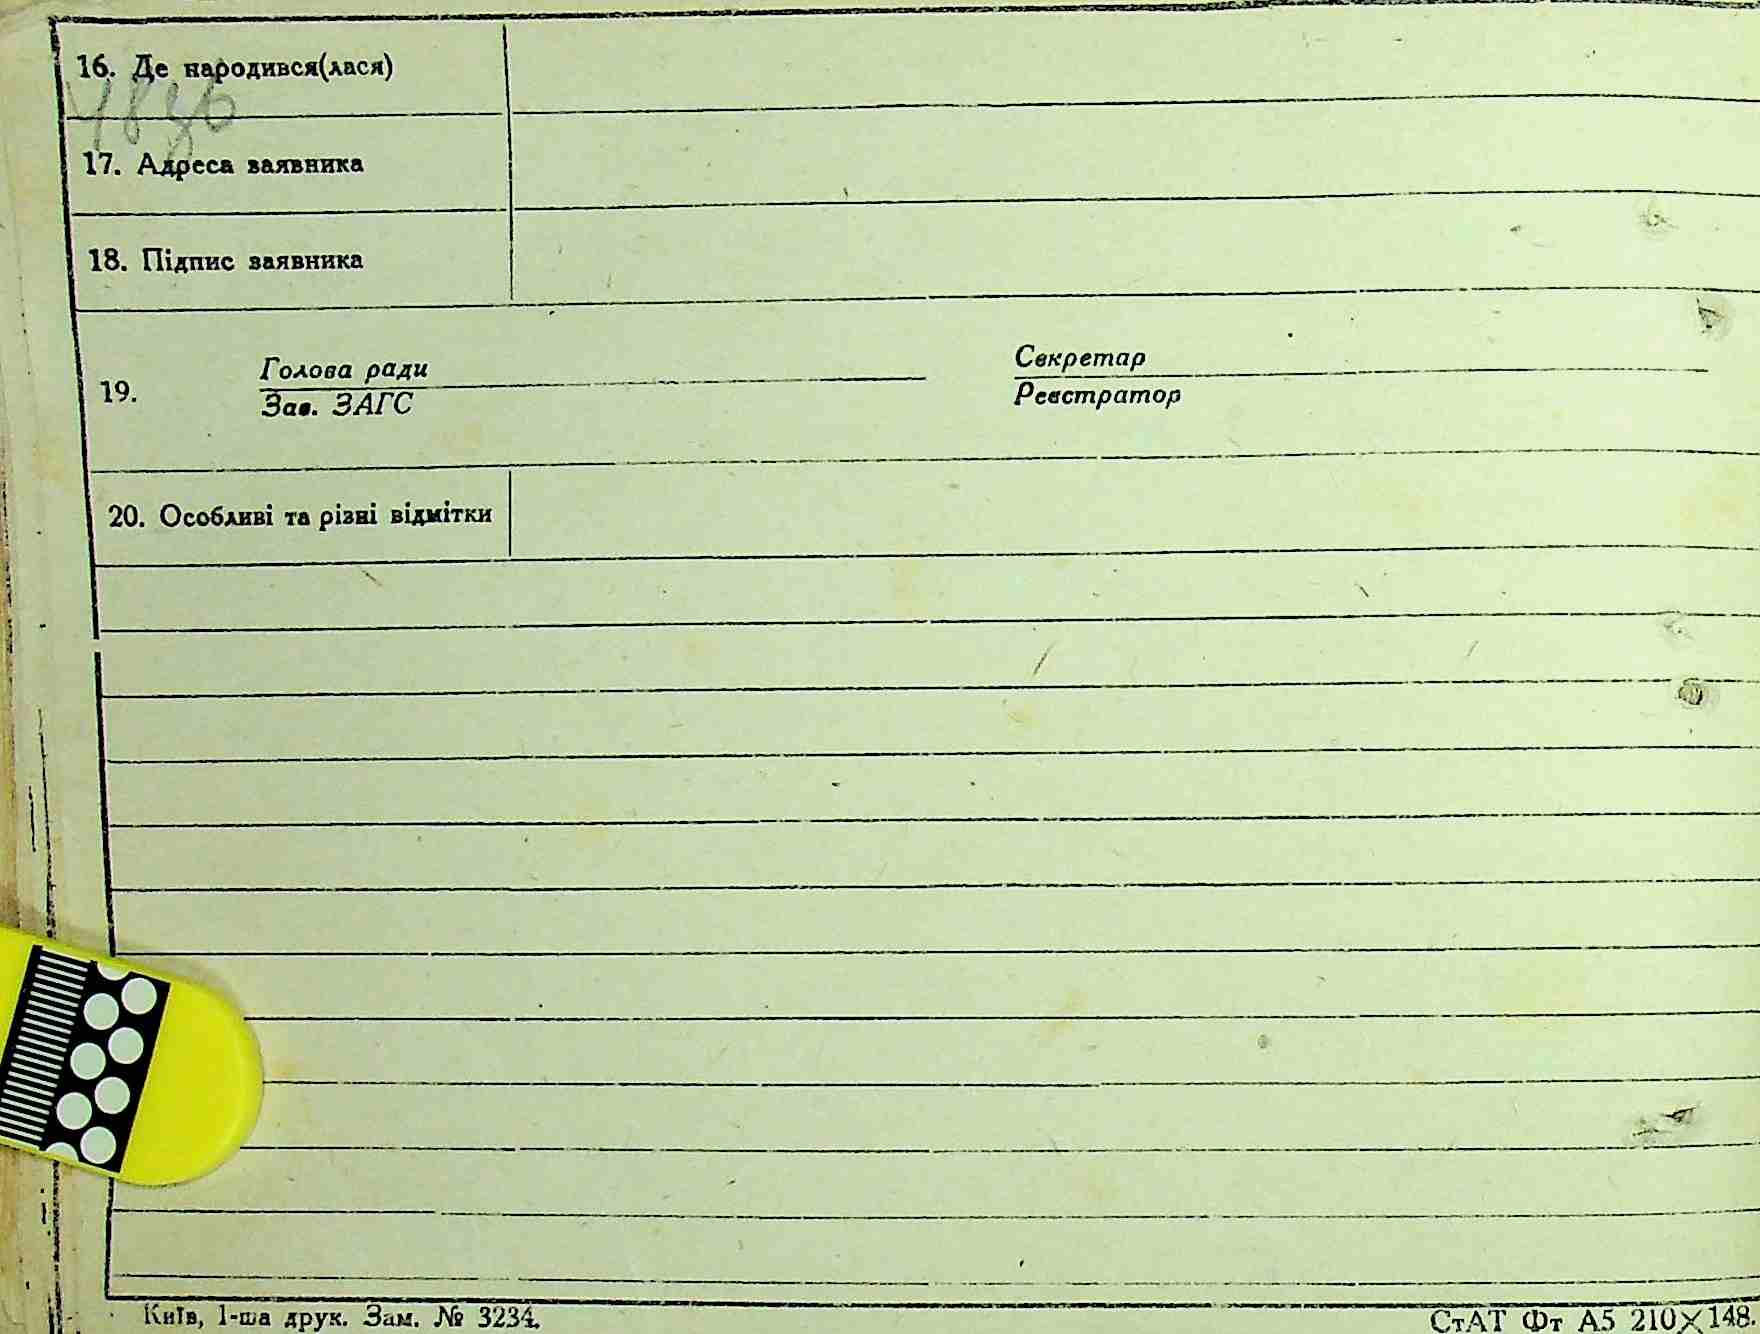 16. Де народився(лася)
17. Адреса заявника
18. Підпис заявника
19.
Голова ради
Зав. ЗАГС
Секретар
Реєстратор
20. Особливі та різні відмітки
Київ, 1-ша друк. Зам. № 3234.
СтАТ Фт А5 210×148.